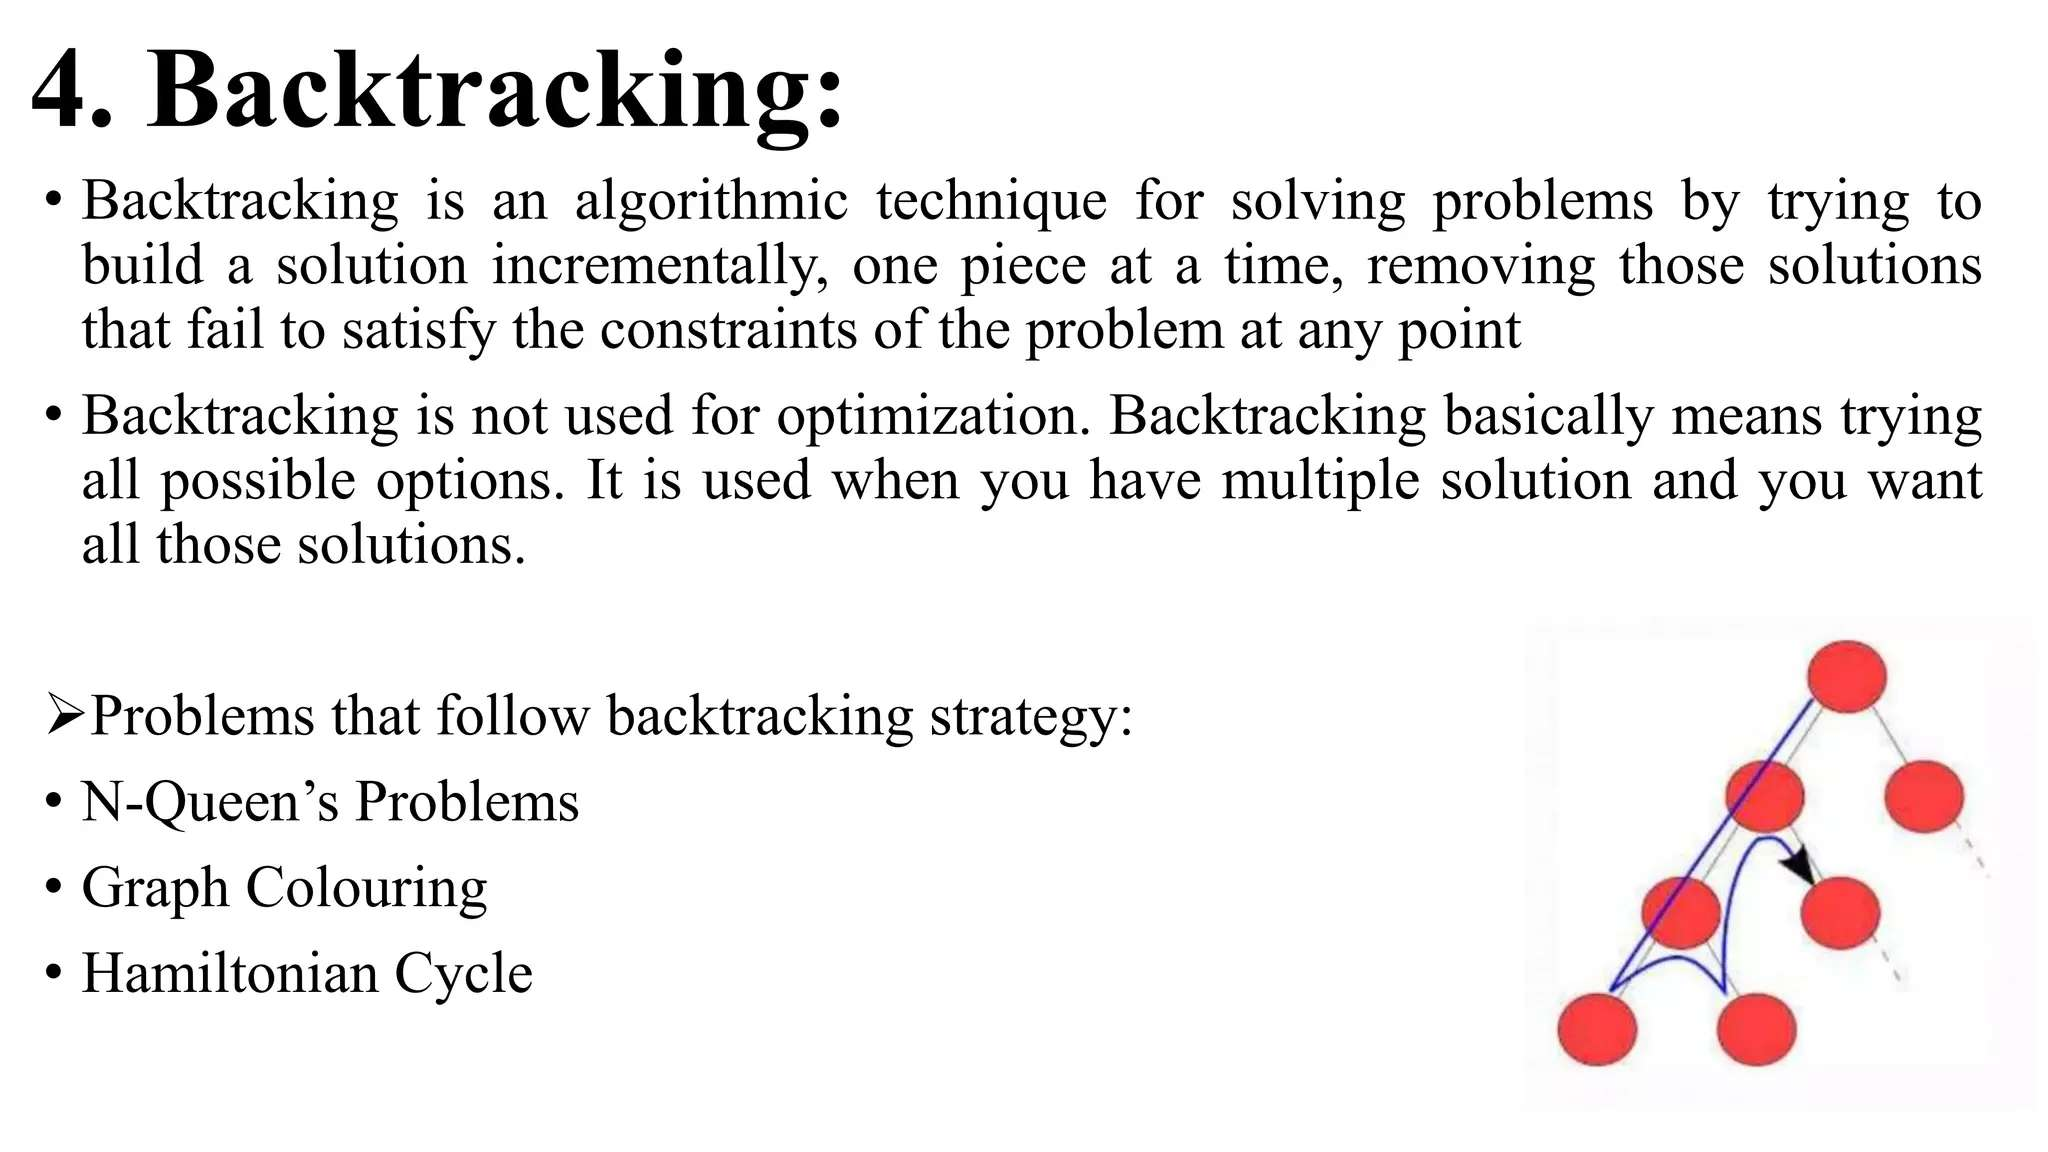 4. Backtracking:
• Backtracking is an algorithmic technique for solving problems by trying to
build a solution incrementally, one piece at a time, removing those solutions
that fail to satisfy the constraints of the problem at any point
• Backtracking is not used for optimization. Backtracking basically means trying
all possible options. It is used when you have multiple solution and you want
all those solutions.
➢Problems that follow backtracking strategy:
• N-Queen’s Problems
• Graph Colouring
• Hamiltonian Cycle